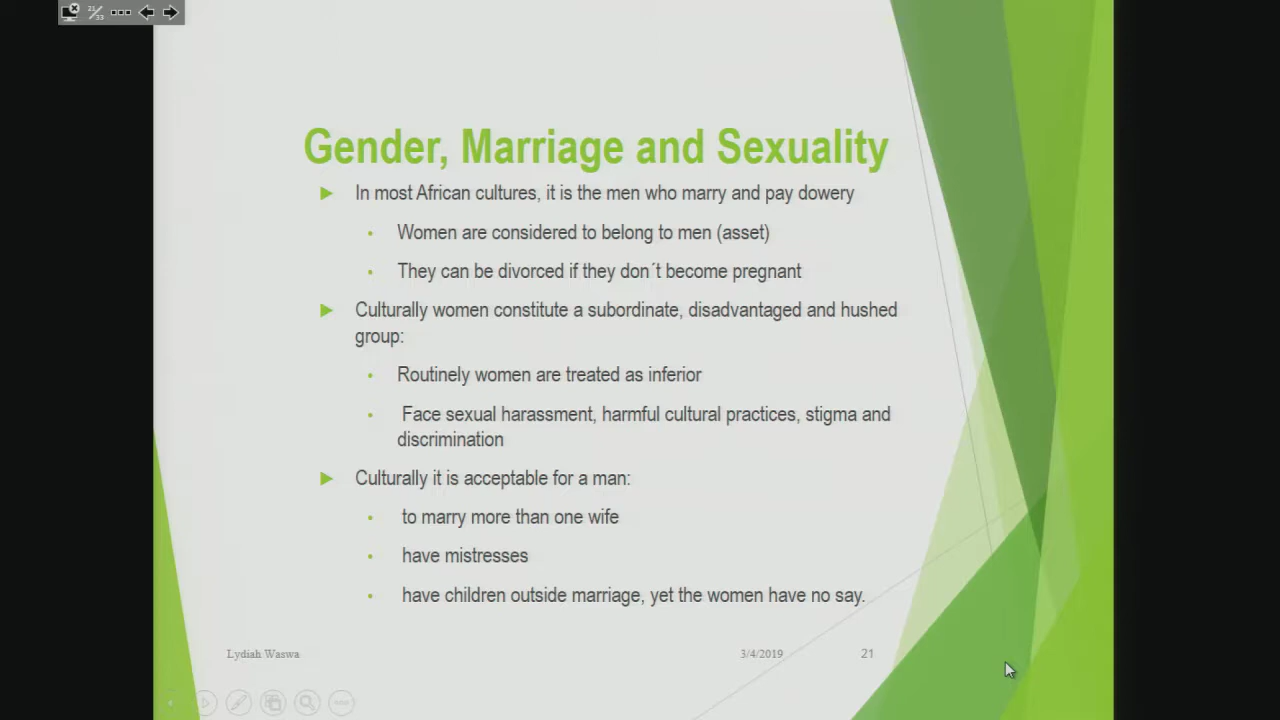 21/33
Gender, Marriage and Sexuality
In most African cultures, it is the men who marry and pay dowery
Women are considered to belong to men (asset)
They can be divorced if they don´t become pregnant
Culturally women constitute a subordinate, disadvantaged and hushed
group:
Routinely women are treated as inferior
Face sexual harassment, harmful cultural practices, stigma and
discrimination
Culturally it is acceptable for a man:
to marry more than one wife
have mistresses
have children outside marriage, yet the women have no say.
Lydiah Waswa 3/4/2019 21